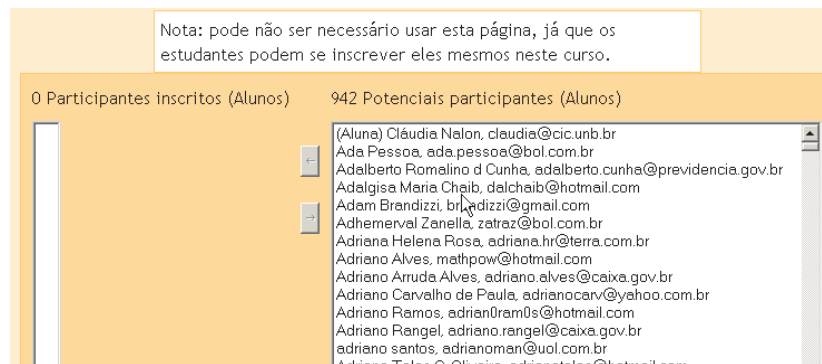 Nota: pode não ser necessário usar esta página, já que os
estudantes podem se inscrever eles mesmos neste curso.
0 Participantes inscritos (Alunos)
942 Potenciais participantes (Alunos)
(Aluna) Cláudia Nalon, claudia@cic.unb.br
Ada Pessoa, ada.pessoa@bol.com.br
Adalberto Romalino d Cunha, adalberto.cunha@previdencia.gov.br
Adalgisa Maria Chaib, dalchaib@hotmail.com
Adam Brandizzi, brandizzi@gmail.com
Adhemerval Zanella, zatraz@bol.com.br
Adriana Helena Rosa, adriana.hr@terra.com.br
Adriano Alves, mathpow@hotmail.com
Adriano Arruda Alves, adriano.alves@caixa.gov.br
Adriano Carvalho de Paula, adrianocarv@yahoo.com.br
Adriano Ramos, adrian0ram0s@hotmail.com
Adriano Rangel, adriano.rangel@caixa.gov.br
adriano santos, adrianoman@uol.com.br